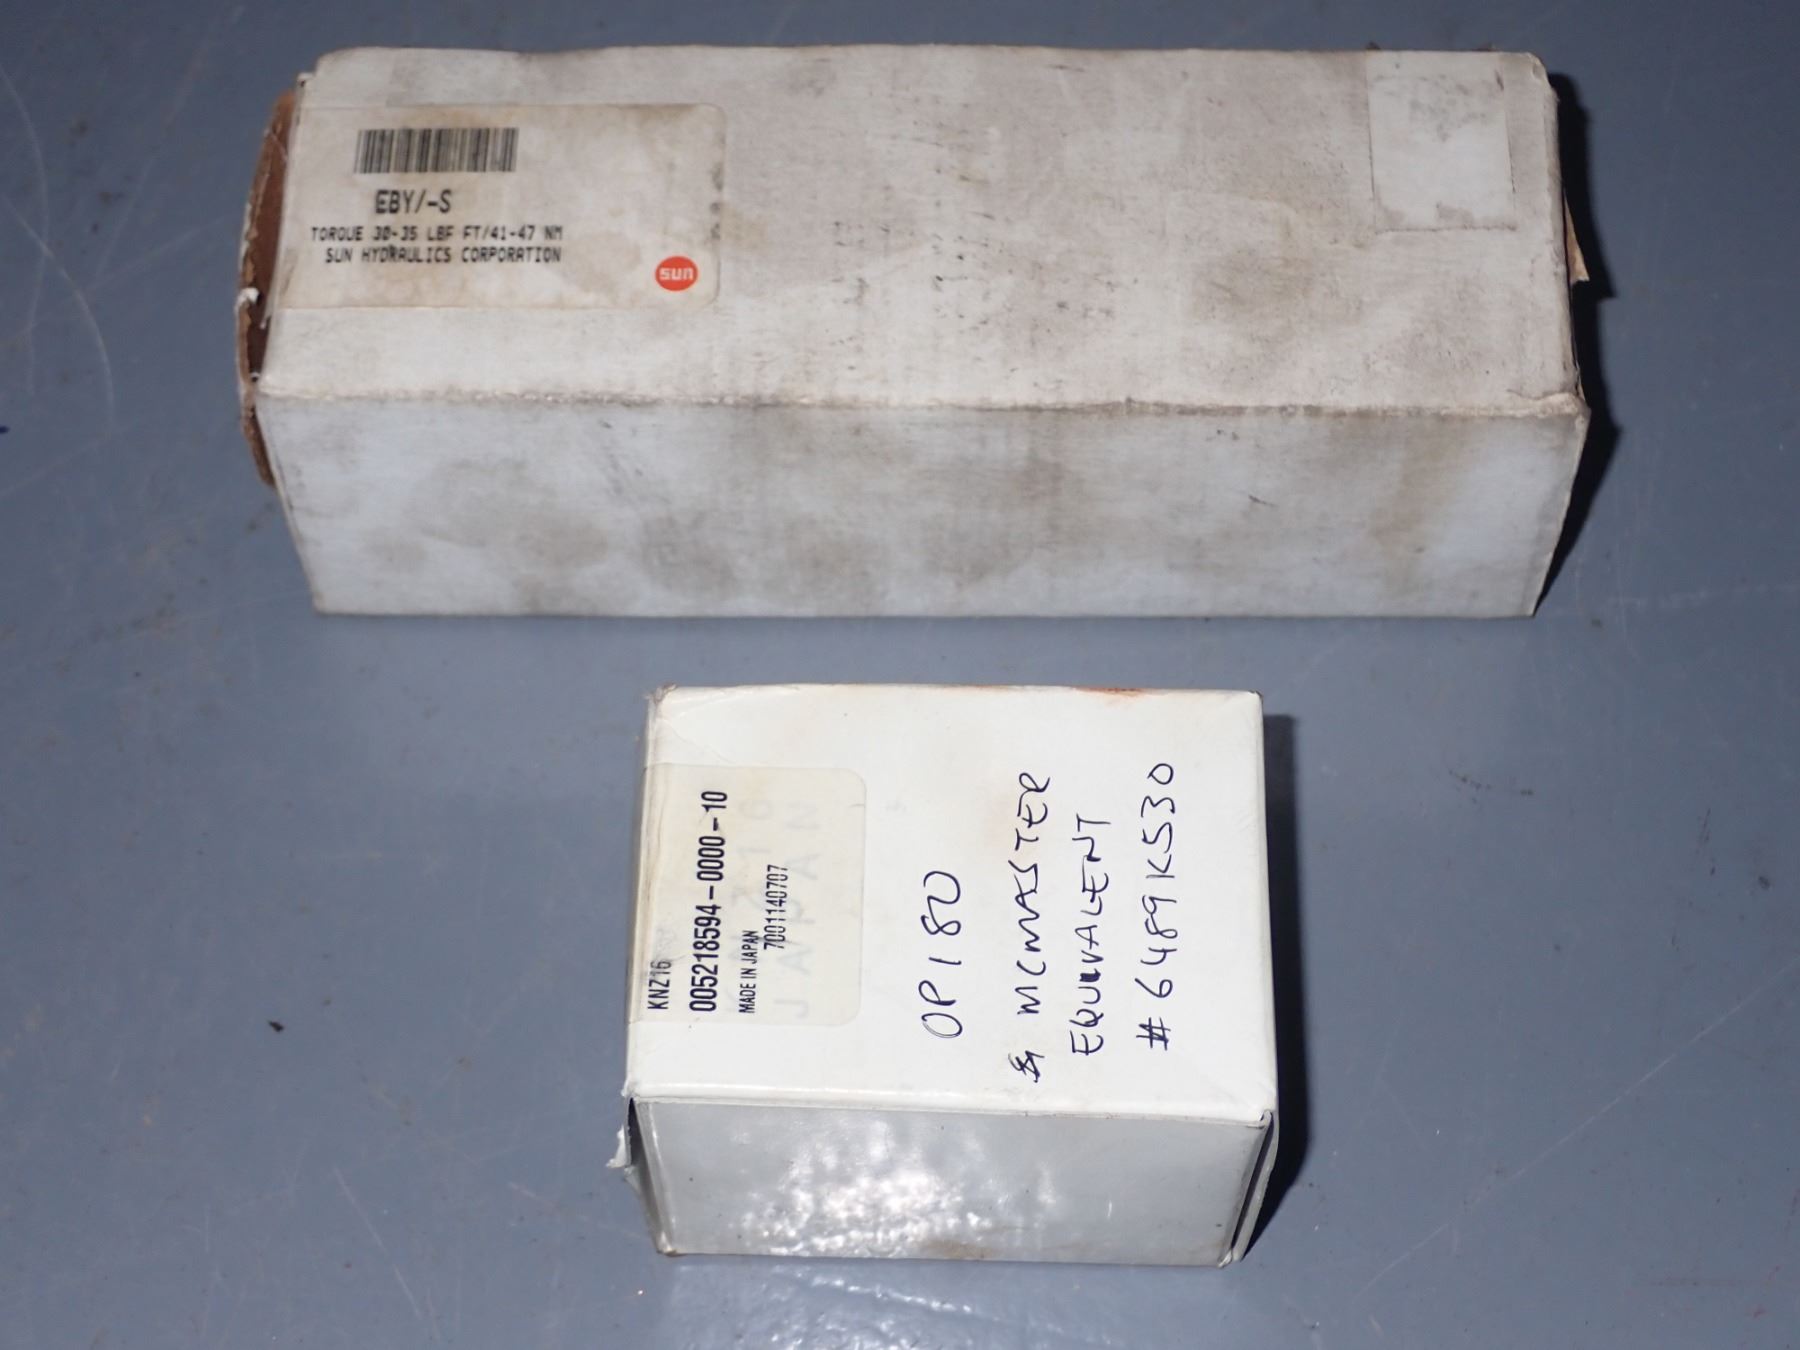 EBY/-S
TORQUE 30-35 LBF FT/41-47 NM
SUN HYDRAULICS CORPORATION
sun
KNZ16
005218594-0000-10
MADE IN JAPAN
7001140707
JAPAN
OP180
& MCMASTER
EQUIVALENT
#6489K530